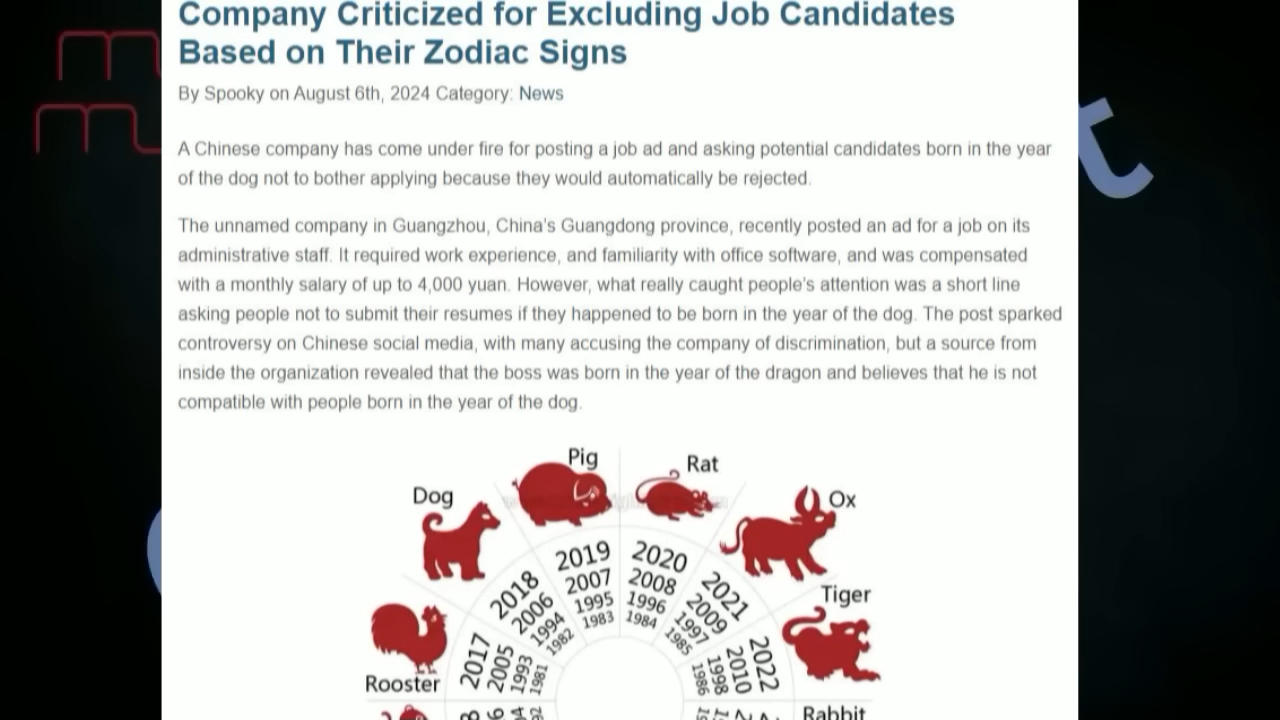 Company Criticized for Excluding Job Candidates
Based on Their Zodiac Signs
By Spooky on August 6th, 2024 Category: News
A Chinese company has come under fire for posting a job ad and asking potential candidates born in the year
of the dog not to bother applying because they would automatically be rejected.
The unnamed company in Guangzhou, China's Guangdong province, recently posted an ad for a job on its
administrative staff. It required work experience, and familiarity with office software, and was compensated
with a monthly salary of up to 4,000 yuan. However, what really caught people's attention was a short line
asking people not to submit their resumes if they happened to be born in the year of the dog. The post sparked
controversy on Chinese social media, with many accusing the company of discrimination, but a source from
inside the organization revealed that the boss was born in the year of the dragon and believes that he is not
compatible with people born in the year of the dog.
Pig
Rat
Dog
Ox
Tiger
Rooster
Rabbit
2019
2007
1995
1983
2020
2008
1996
1984
2018
2006
1994
1982
2021
2009
1997
1985
2017
2005
1993
1981
2022
2010
1998
1986